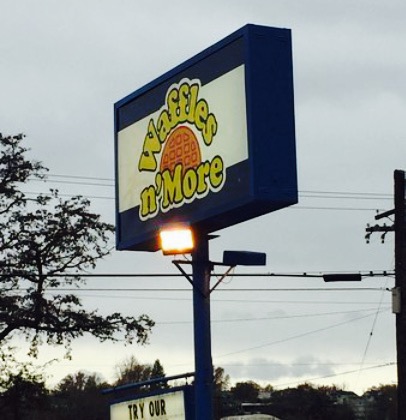 Waffles
n' More
TRY OUR